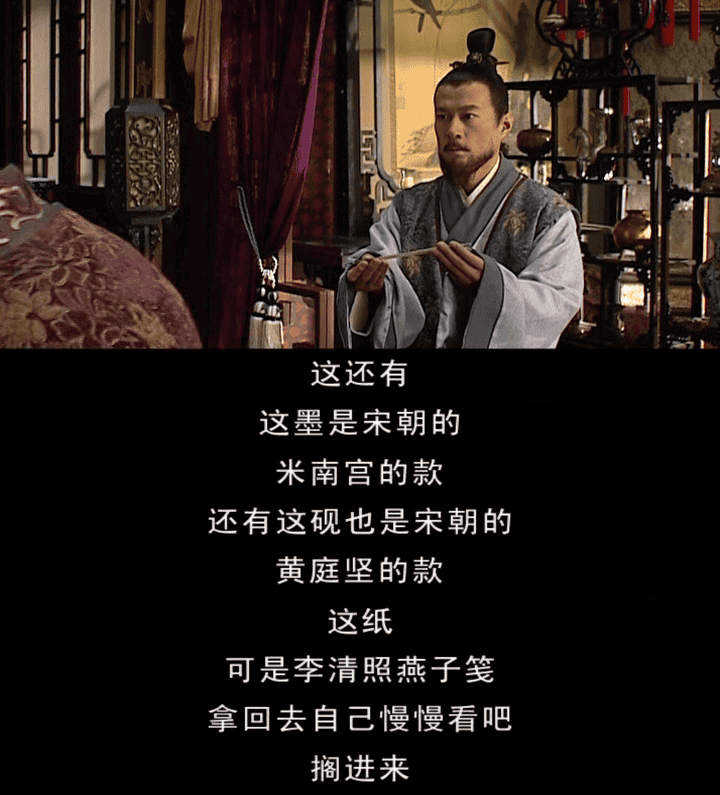 这还有
这墨是宋朝的
米南宫的款
还有这砚也是宋朝的
黄庭坚的款
这纸
可是李清照燕子笺
拿回去自己慢慢看吧
搁进来